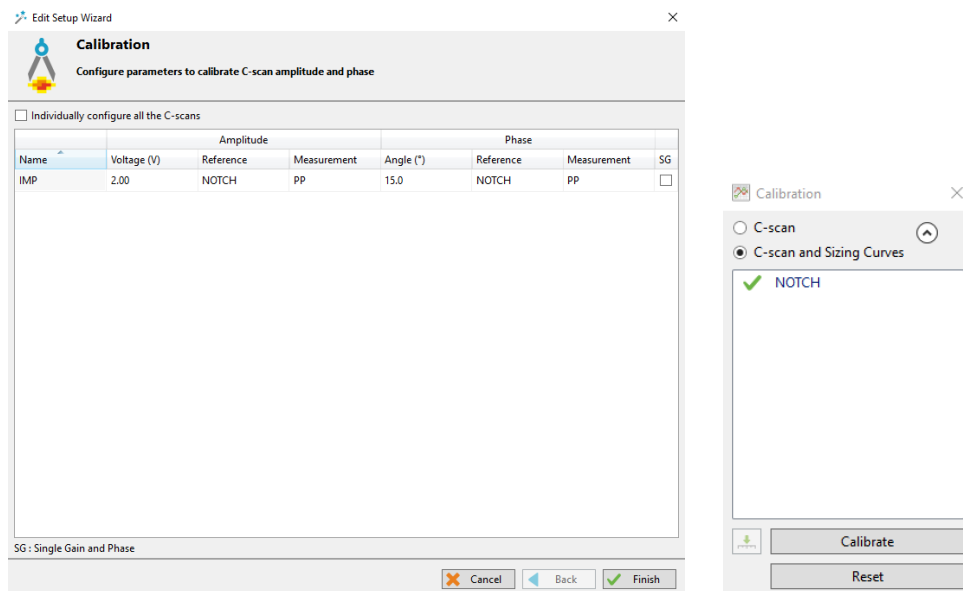 Edit Setup Wizard
Calibration
Configure parameters to calibrate C-scan amplitude and phase
Individually configure all the C-scans
Amplitude Phase
Name Voltage (V) Reference Measurement Angle (°) Reference Measurement SG
IMP 2.00 NOTCH PP 15.0 NOTCH PP
SG : Single Gain and Phase
Cancel Back Finish
Calibration
C-scan
C-scan and Sizing Curves
NOTCH
Calibrate
Reset